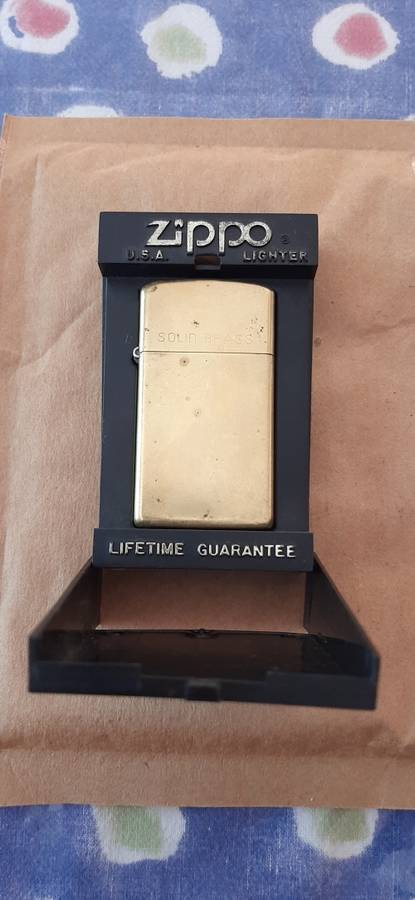 Zippo ®
U.S.A. LIGHTER
SOLID BRASS
LIFETIME GUARANTEE